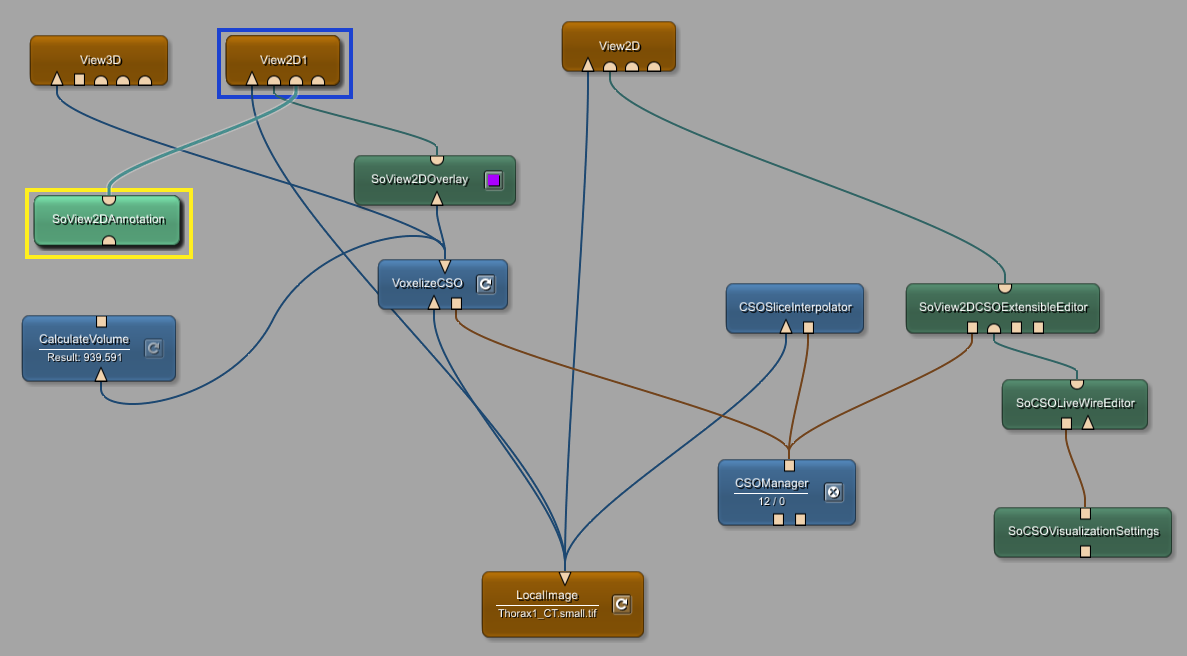 View3D
View2D1
View2D
SoView2DOverlay
SoView2DAnnotation
VoxelizeCSO
CSOSliceInterpolator
SoView2DCSOExtensibleEditor
CalculateVolume
Result: 939.591
SoCSOLiveWireEditor
CSOManager
12 / 0
SoCSOVisualizationSettings
LocalImage
Thorax1_CT.small.tif